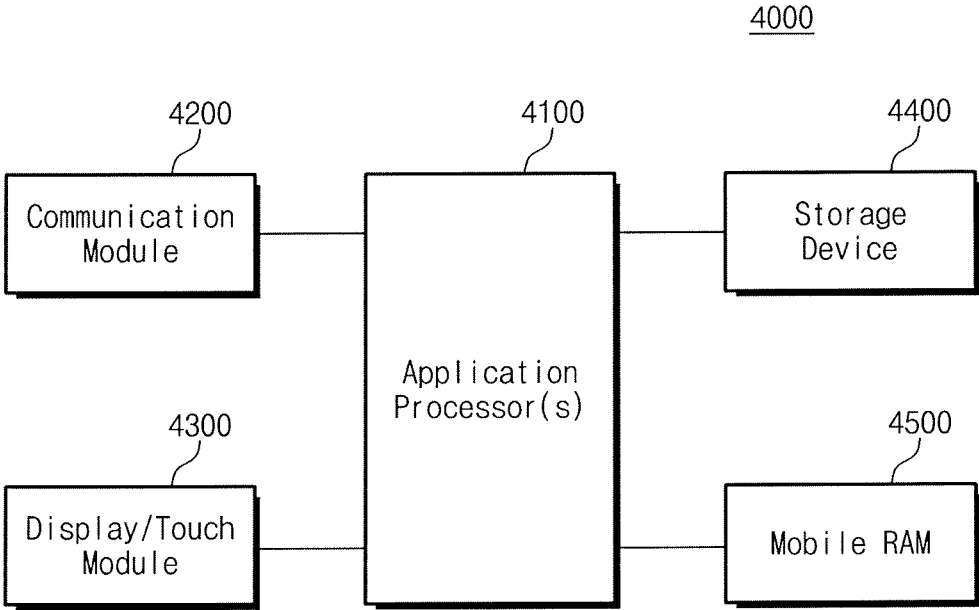 4000
4200
4100
4400
Communication
Module
Storage
Device
Application
Processor(s)
4300
4500
Display/Touch
Module
Mobile RAM